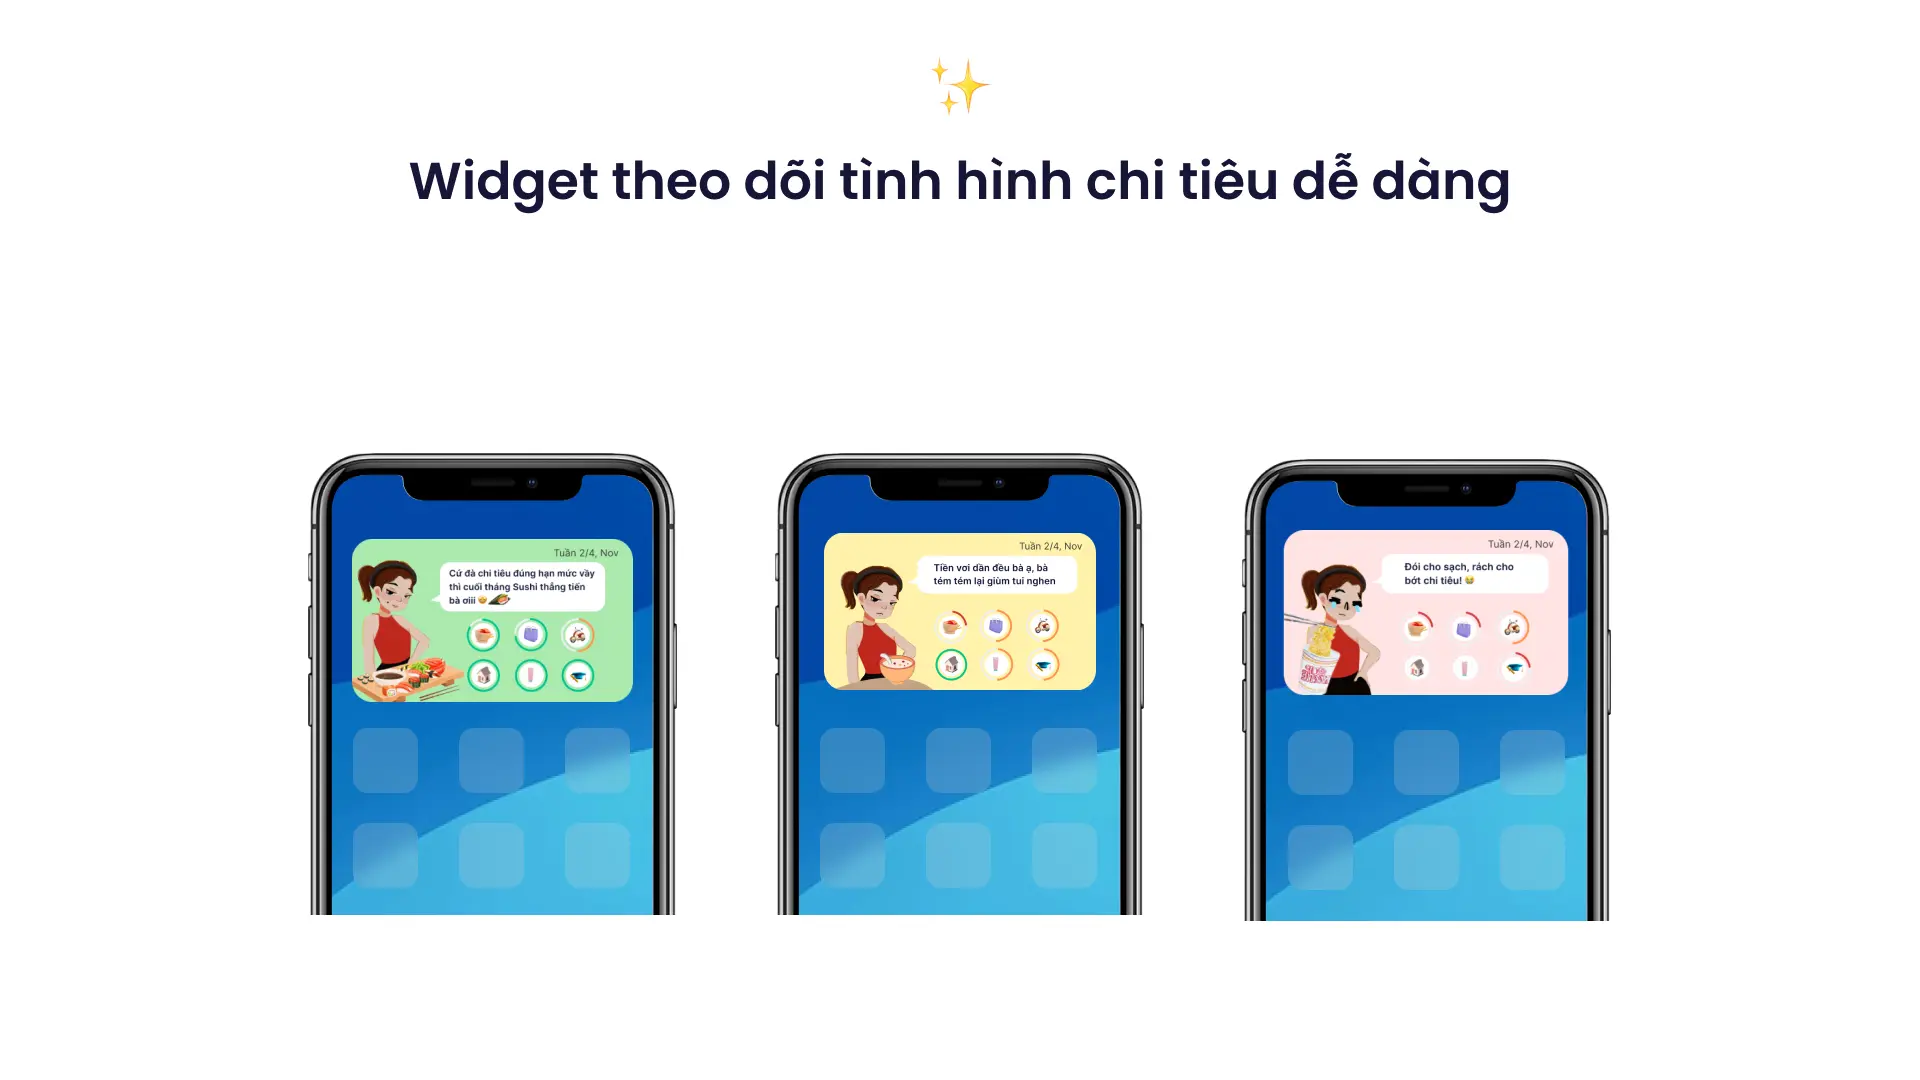 Widget theo dõi tình hình chi tiêu dễ dàng
Tuần 2/4, Nov
Cứ đà chi tiêu đúng hạn mức vầy
thì cuối tháng Sushi thẳng tiến
bà ơiii
Tuần 2/4, Nov
Tiền vơi dần đều bà ạ, bà
tém tém lại giùm tui nghen
Tuần 2/4, Nov
Đói cho sạch, rách cho
bớt chi tiêu!